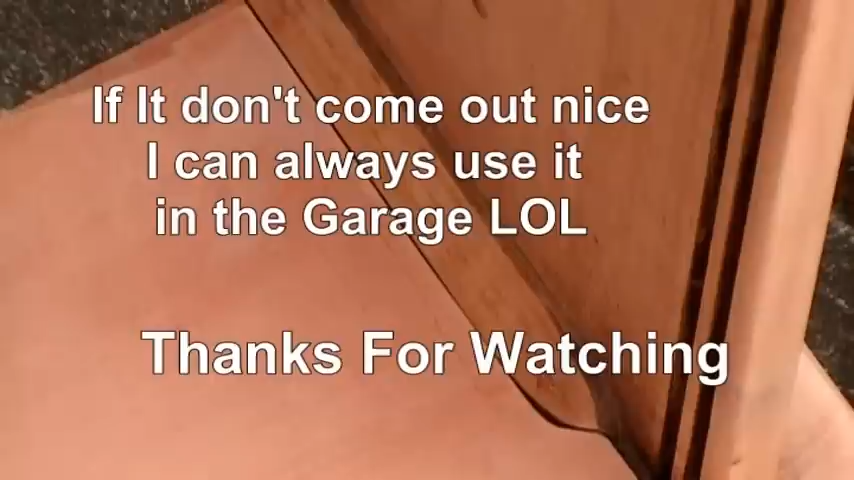 If It don't come out nice
I can always use it
in the Garage LOL
Thanks For Watching